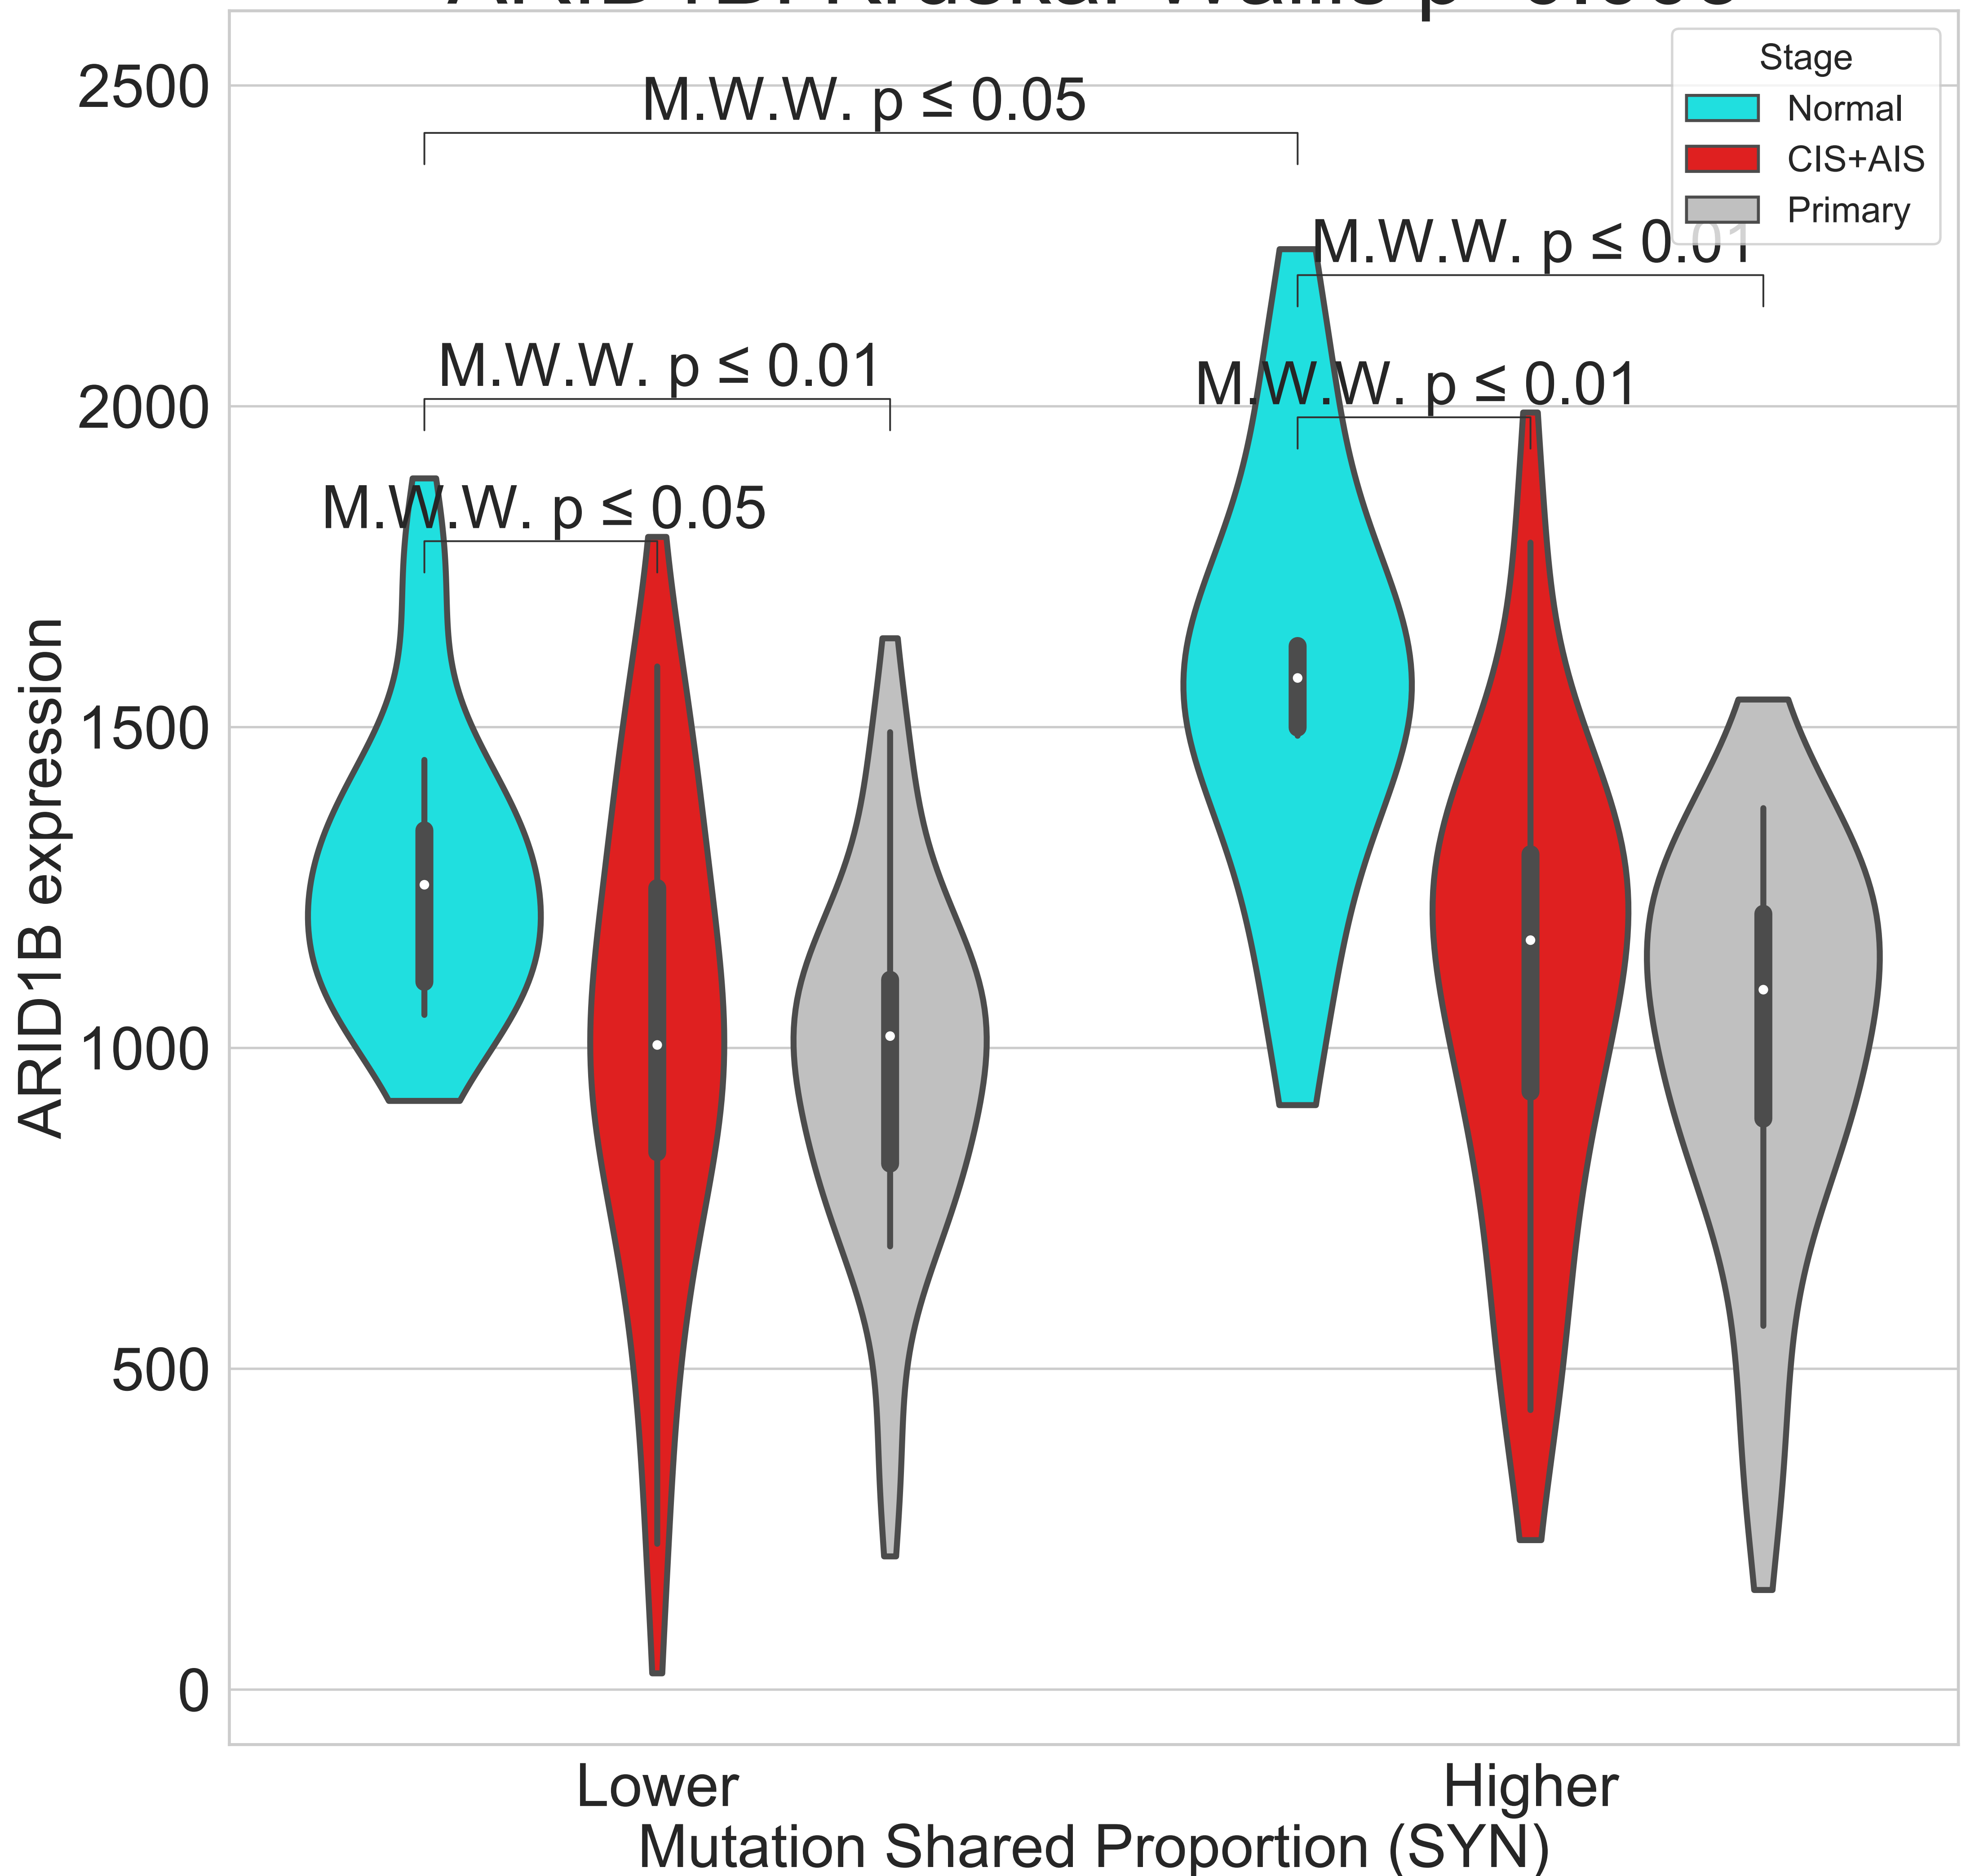 Stage
Normal
CIS+AIS
Primary
2500
2000
1500
1000
500
0
ARID1B expression
M.W.W. p ≤ 0.05
M.W.W. p ≤ 0.01
M.W.W. p ≤ 0.01
M.W.W. p ≤ 0.01
M.W.W. p ≤ 0.05
Lower
Higher
Mutation Shared Proportion (SYN)